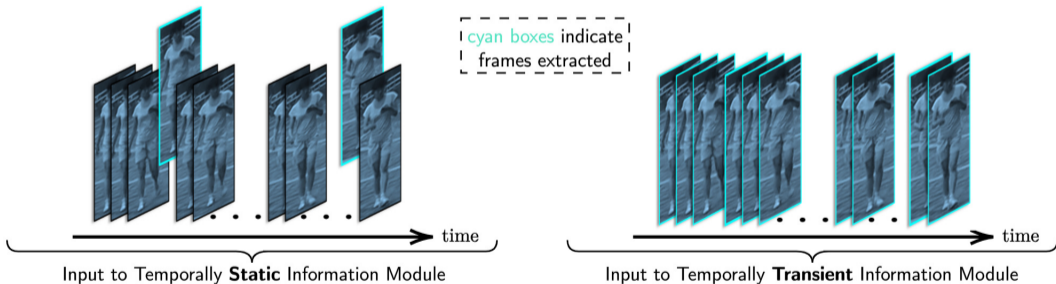 cyan boxes indicate
frames extracted
time
time
Input to Temporally Static Information Module
Input to Temporally Transient Information Module